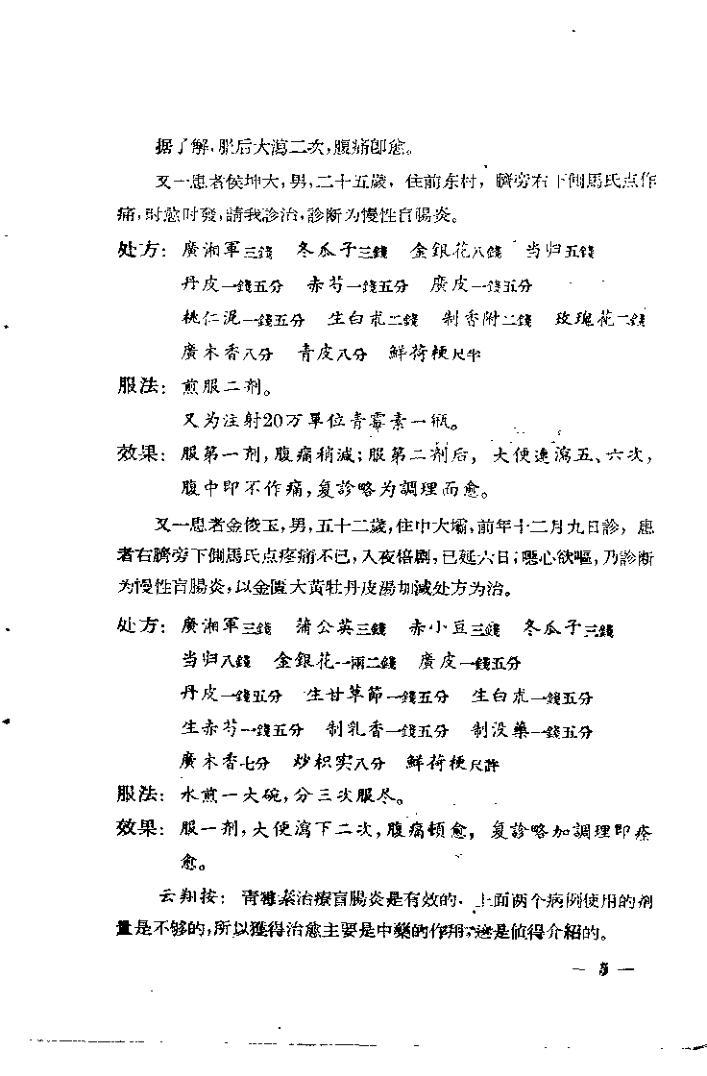 据了解，服后大瀉二次，腹痛即愈。
又一患者侯坤大，男，二十五歲，住前东村，臍旁右下側馬氏点作
痛，时愈时發，請我診治，診断为慢性盲腸炎。
处方：廣湘軍三錢 冬瓜子三錢 金銀花八錢 当归五錢
丹皮一錢五分 赤芍一錢五分 廣皮一錢五分
桃仁泥一錢五分 生白朮二錢 制香附二錢 玫瑰花二錢
廣木香八分 青皮八分 鮮荷梗尺半
服法：煎服二剂。
又为注射20万單位青霉素一瓶。
效果：服第一剂，腹痛稍減；服第二剂后，大便連瀉五、六次，
腹中即不作痛，复診略为調理而愈。
又一患者金俊玉，男，五十二歲，住中大壩，前年十二月九日診，患
者右臍旁下側馬氏点疼痛不已，入夜倍劇，已延六日；噁心欲嘔，乃診断
为慢性盲腸炎，以金匱大黄牡丹皮湯加減处方为治。
处方：廣湘軍三錢 蒲公英三錢 赤小豆三錢 冬瓜子三錢
当归八錢 金銀花一兩二錢 廣皮一錢五分
丹皮一錢五分 生甘草節一錢五分 生白朮一錢五分
生赤芍一錢五分 制乳香一錢五分 制没藥一錢五分
廣木香七分 炒枳实八分 鮮荷梗尺許
服法：水煎一大碗，分三次服尽。
效果：服一剂，大便瀉下二次，腹痛頓愈，复診略加調理即痊
愈。
云翔按：青霉素治療盲腸炎是有效的，上面两个病例使用的剂
量是不够的，所以獲得治愈主要是中藥的作用，这是值得介紹的。
— 5 —